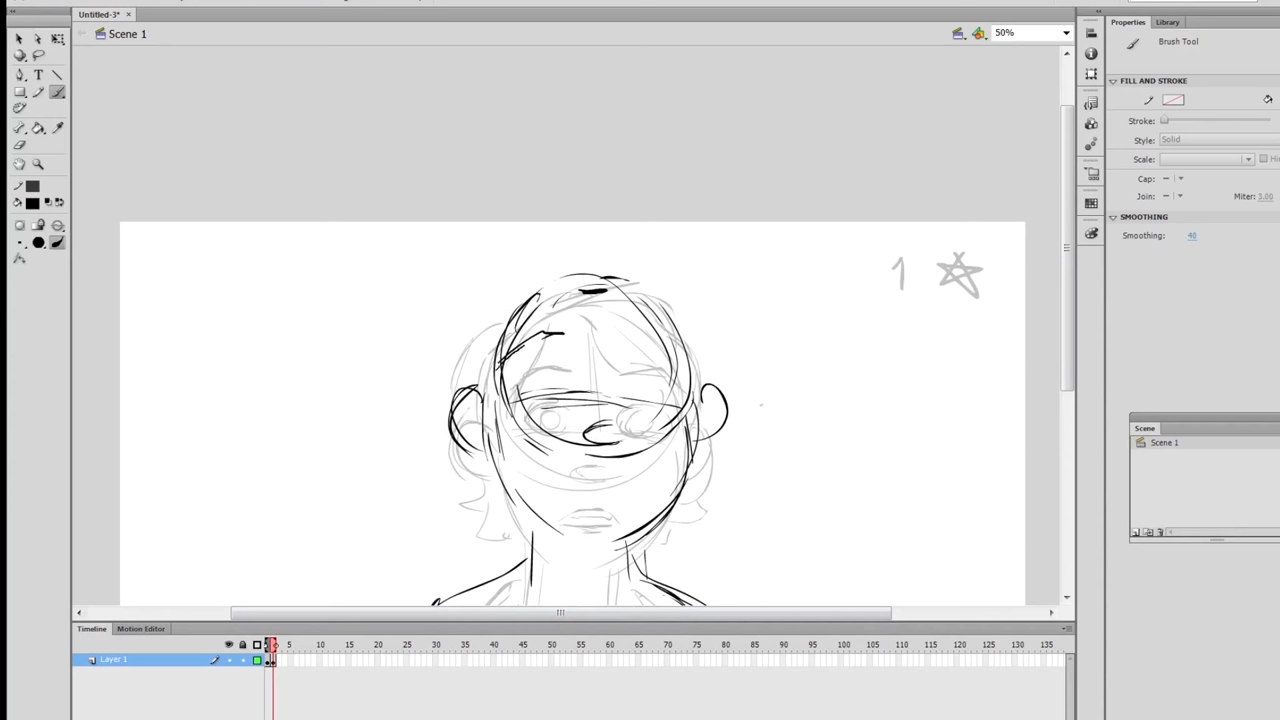 Untitled-3*
Properties
Library
Scene 1
50%
Brush Tool
T
FILL AND STROKE
Stroke:
Style: Solid
Scale:
Cap:
Join:
Miter: 3.00
SMOOTHING
Smoothing: 40
1
Scene
Scene 1
Timeline
Motion Editor
5 10 15 20 25 30 35 40 45 50 55 60 65 70 75 80 85 90 95 100 105 110 115 120 125 130 135
Layer 1